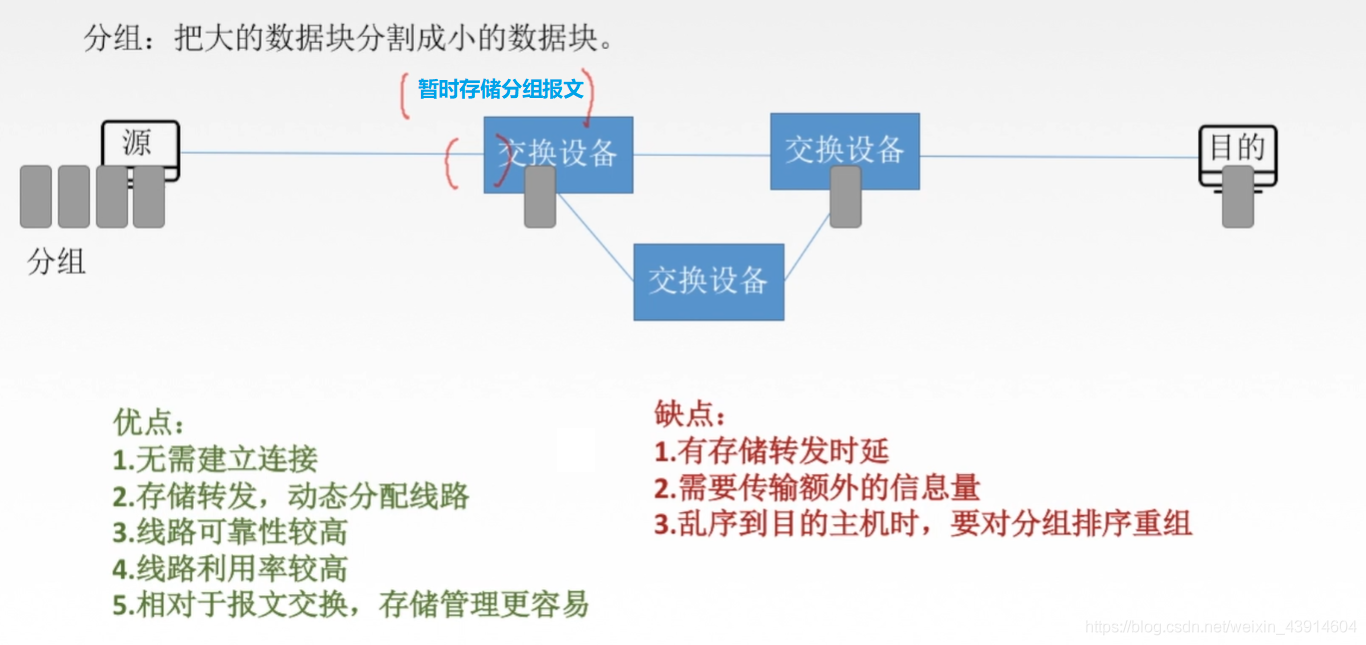 分组：把大的数据块分割成小的数据块。
暂时存储分组报文
源
交换设备
交换设备
目的
分组
交换设备
优点：
1.无需建立连接
2.存储转发，动态分配线路
3.线路可靠性较高
4.线路利用率较高
5.相对于报文交换，存储管理更容易
缺点：
1.有存储转发时延
2.需要传输额外的信息量
3.乱序到目的主机时，要对分组排序重组
https://blog.csdn.net/weixin_43914604